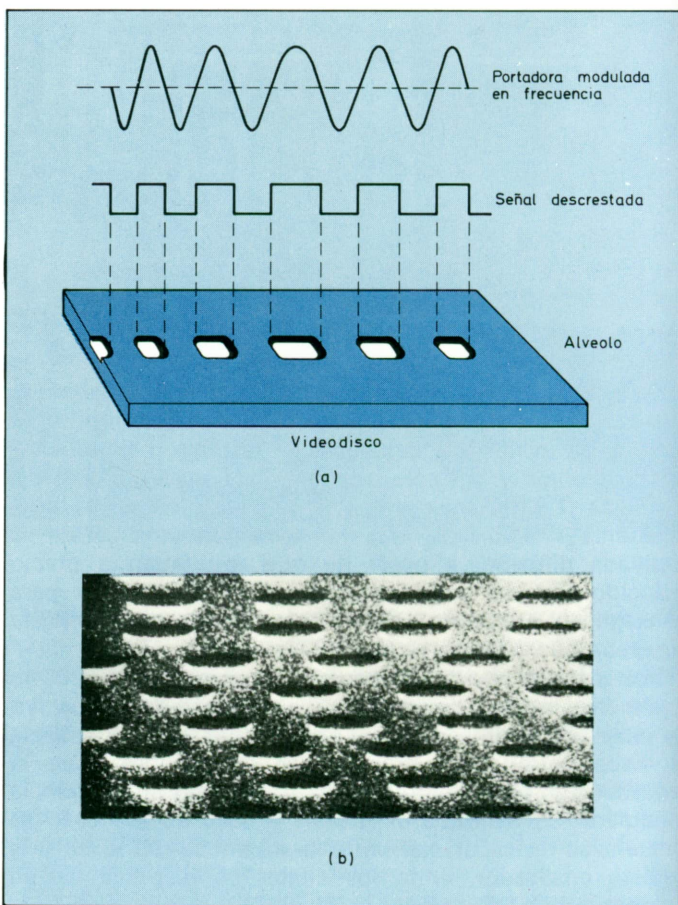 Portadora modulada
en frecuencia
Señal descrestada
Alveolo
Videodisco
(a)
(b)